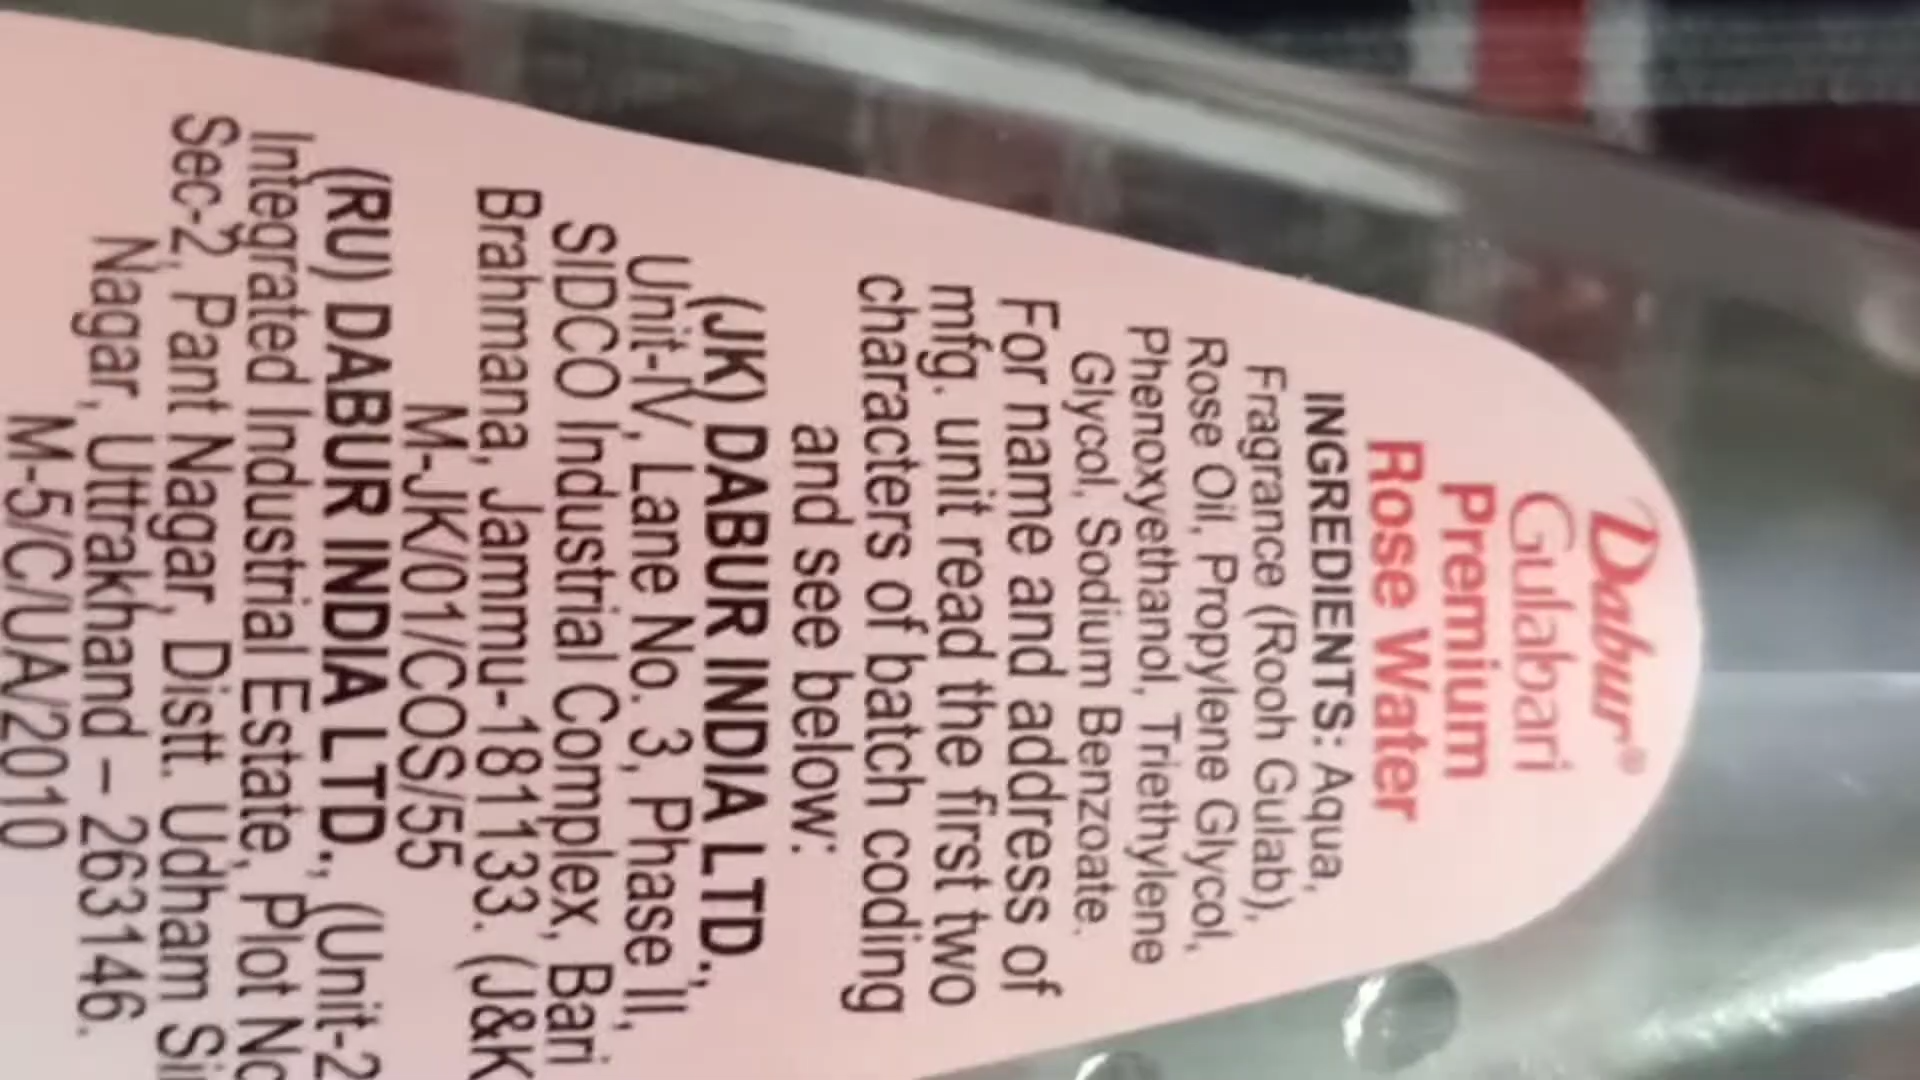 Dabur®
Gulabari
Premium
Rose Water
INGREDIENTS: Aqua,
Fragrance (Rooh Gulab),
Rose Oil, Propylene Glycol,
Phenoxyethanol, Triethylene
Glycol, Sodium Benzoate.
For name and address of
mfg. unit read the first two
characters of batch coding
and see below:
(JK) DABUR INDIA LTD.,
Unit-IV, Lane No. 3, Phase II,
SIDCO Industrial Complex, Bari
Brahmana, Jammu-181133. (J&K
M-JK/01/COS/55
(RU) DABUR INDIA LTD., (Unit-2
Integrated Industrial Estate, Plot No
Sec-2, Pant Nagar, Distt. Udham Si
Nagar, Uttrakhand – 263146.
M-5/C/UA/2010